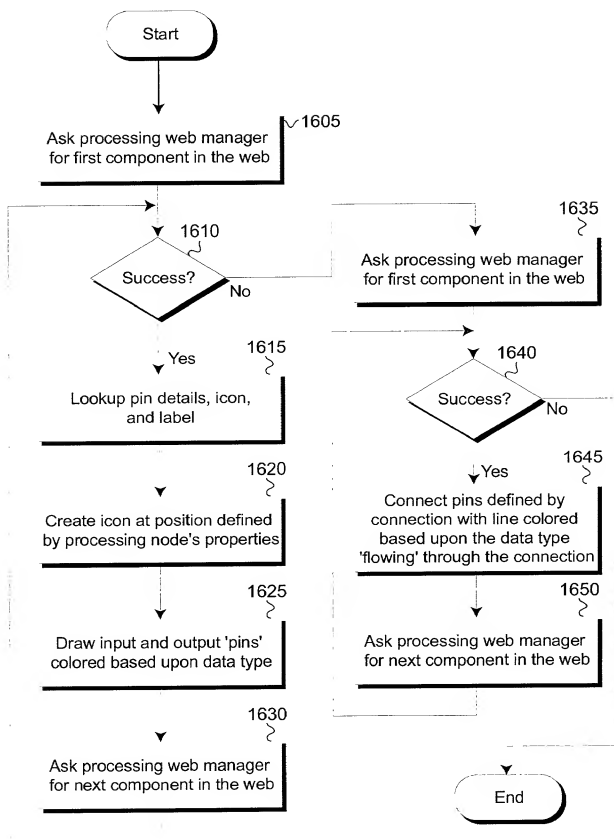 Start
1605
Ask processing web manager
for first component in the web
1610
Success?
No
Yes
1615
Lookup pin details, icon,
and label
1620
Create icon at position defined
by processing node's properties
1625
Draw input and output 'pins'
colored based upon data type
1630
Ask processing web manager
for next component in the web
1635
Ask processing web manager
for first component in the web
1640
Success?
No
Yes
1645
Connect pins defined by
connection with line colored
based upon the data type
'flowing' through the connection
1650
Ask processing web manager
for next component in the web
End